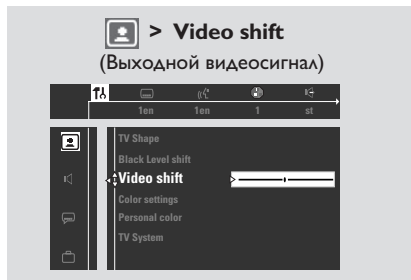 > Video shift
(Выходной видеосигнал)
1en 1en 1 st
TV Shape
Black Level shift
Video shift
Color settings
Personal color
TV System